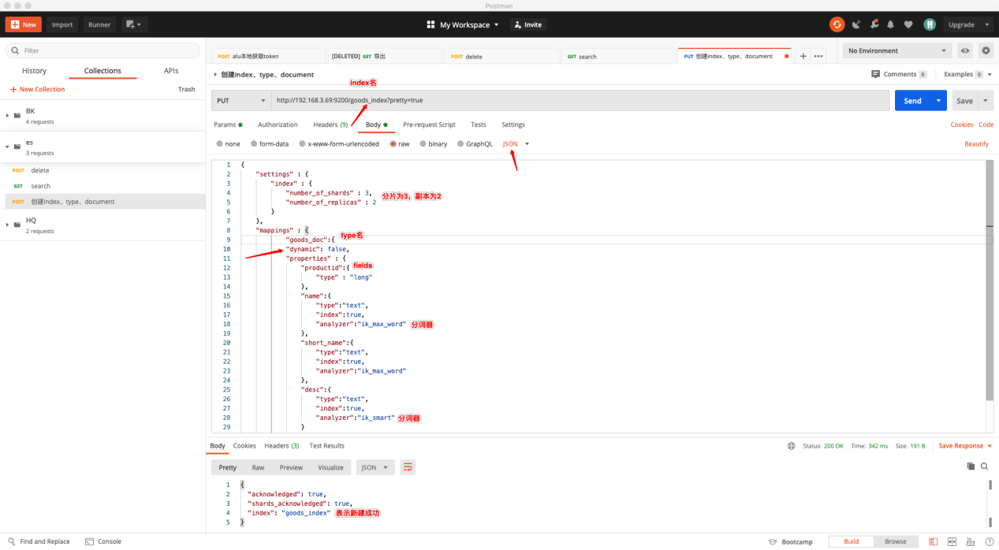 Postman
New Import Runner My Workspace Invite Upgrade
Filter
History Collections APIs
New Collection Trash
BK
4 requests
es
3 requests
POST delete
GET search
POST 创建index、type、document
HQ
2 requests
POST alu本地获取token [DELETED] GET 导出 POST delete GET search PUT 创建index、type、document No Environment
创建index、type、document Comments 0 Examples 0
index名
PUT http://192.168.3.69:9200/goods_index?pretty=true Send Save
Params Authorization Headers (9) Body Pre-request Script Tests Settings Cookies Code
none form-data x-www-form-urlencoded raw binary GraphQL JSON Beautify
1 {
2 "settings" : {
3 "index" : {
4 "number_of_shards" : 3, 分片为3，副本为2
5 "number_of_replicas" : 2
6 }
7 },
8 "mappings" : {
9 "goods_doc":{ type名
10 "dynamic": false,
11 "properties" : {
12 "productid":{ fields
13 "type" : "long"
14 },
15 "name":{
16 "type":"text",
17 "index":true,
18 "analyzer":"ik_max_word" 分词器
19 },
20 "short_name":{
21 "type":"text",
22 "index":true,
23 "analyzer":"ik_max_word"
24 },
25 "desc":{
26 "type":"text",
27 "index":true,
28 "analyzer":"ik_smart" 分词器
29 }
Body Cookies Headers (3) Test Results Status: 200 OK Time: 342 ms Size: 191 B Save Response
Pretty Raw Preview Visualize JSON
1 {
2 "acknowledged": true,
3 "shards_acknowledged": true,
4 "index": "goods_index" 表示新建成功
5 }
Find and Replace Console Bootcamp Build Browse